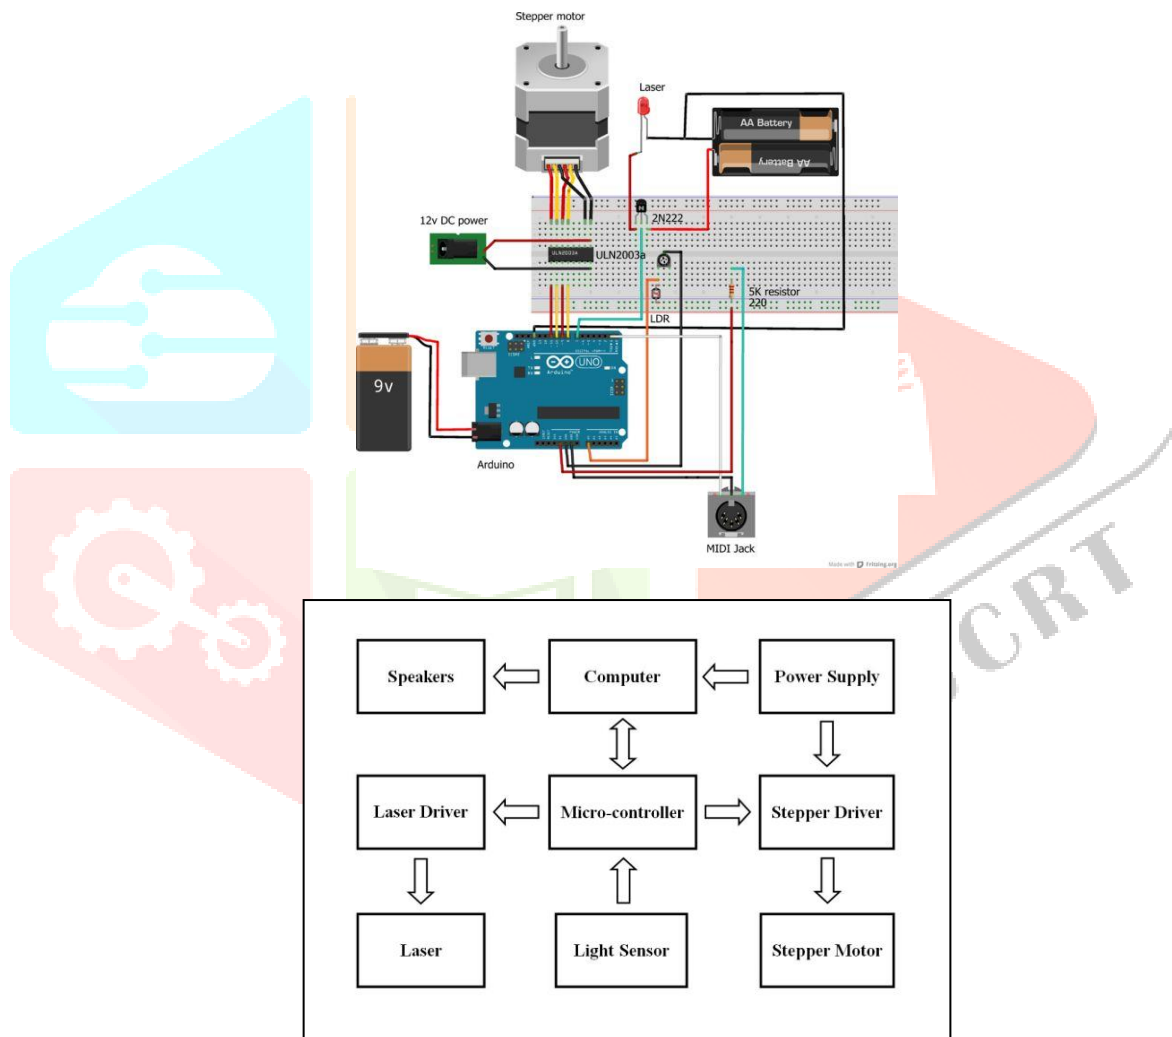 Stepper motor
Laser
AA Battery
AA Battery
2N222
12v DC power
ULN2003a
ULN2003a
5K resistor
220
LDR
9v
UNO
Arduino
Arduino
MIDI Jack
Made with Fritzing.org
Speakers
Computer
Power Supply
Laser Driver
Micro-controller
Stepper Driver
Laser
Light Sensor
Stepper Motor
CRT